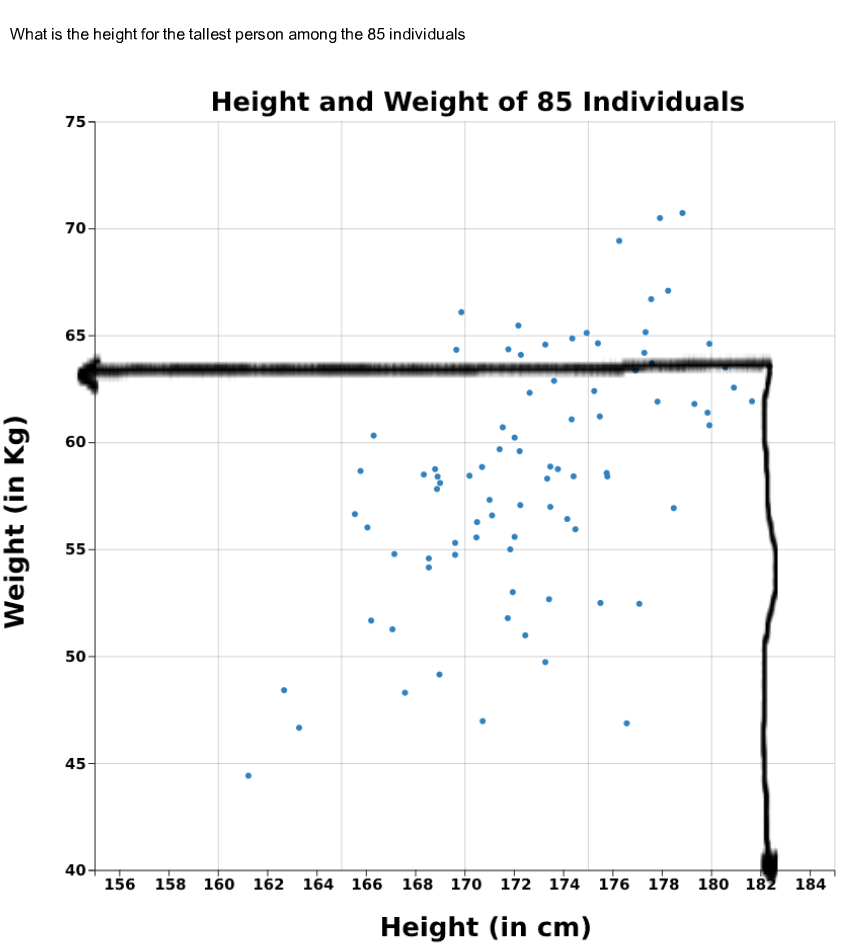 What is the height for the tallest person among the 85 individuals
Height and Weight of 85 Individuals
75
70
65
60
55
50
45
40
Weight (in Kg)
156 158 160 162 164 166 168 170 172 174 176 178 180 182 184
Height (in cm)